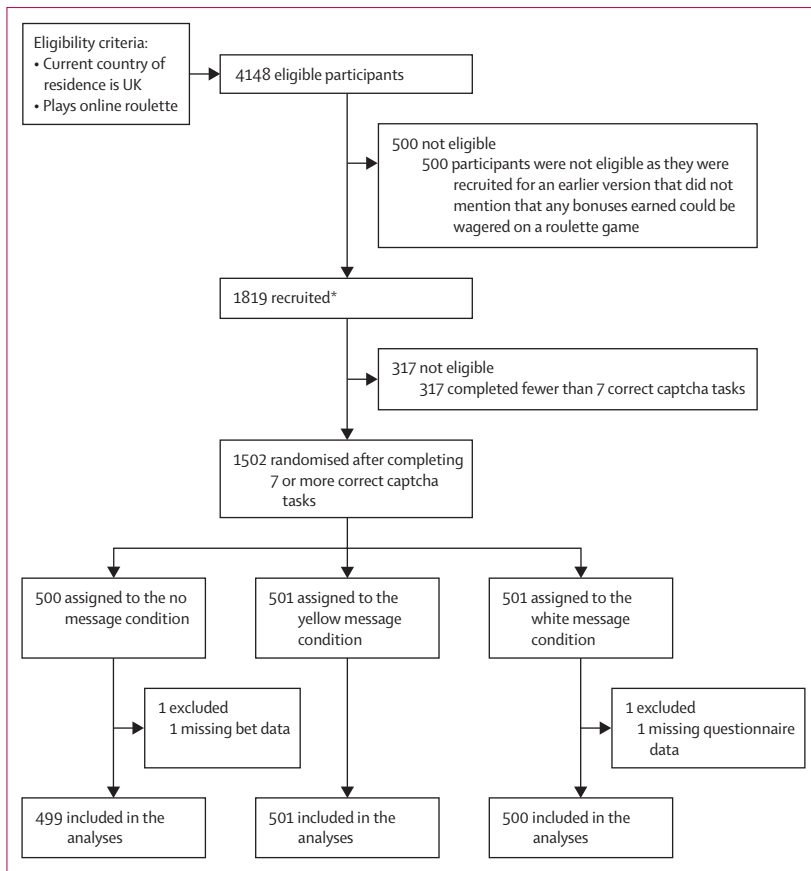 Eligibility criteria:
• Current country of
residence is UK
• Plays online roulette
4148 eligible participants
500 not eligible
500 participants were not eligible as they were
recruited for an earlier version that did not
mention that any bonuses earned could be
wagered on a roulette game
1819 recruited*
317 not eligible
317 completed fewer than 7 correct captcha tasks
1502 randomised after completing
7 or more correct captcha
tasks
500 assigned to the no
message condition
501 assigned to the
yellow message
condition
501 assigned to the
white message
condition
1 excluded
1 missing bet data
1 excluded
1 missing questionnaire
data
499 included in the
analyses
501 included in the
analyses
500 included in the
analyses